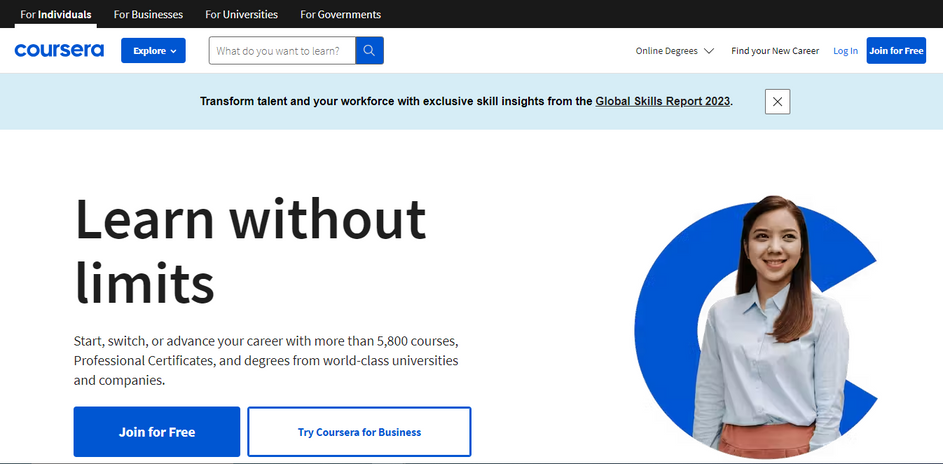 For Individuals For Businesses For Universities For Governments
coursera Explore What do you want to learn? Online Degrees Find your New Career Log In Join for Free
Transform talent and your workforce with exclusive skill insights from the Global Skills Report 2023.
Learn without
limits
Start, switch, or advance your career with more than 5,800 courses,
Professional Certificates, and degrees from world-class universities
and companies.
Join for Free Try Coursera for Business